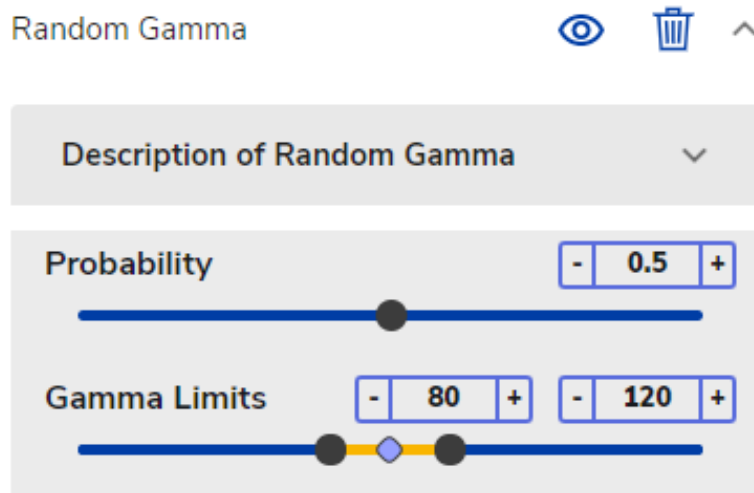 Random Gamma
Description of Random Gamma
Probability - 0.5 +
Gamma Limits - 80 + - 120 +